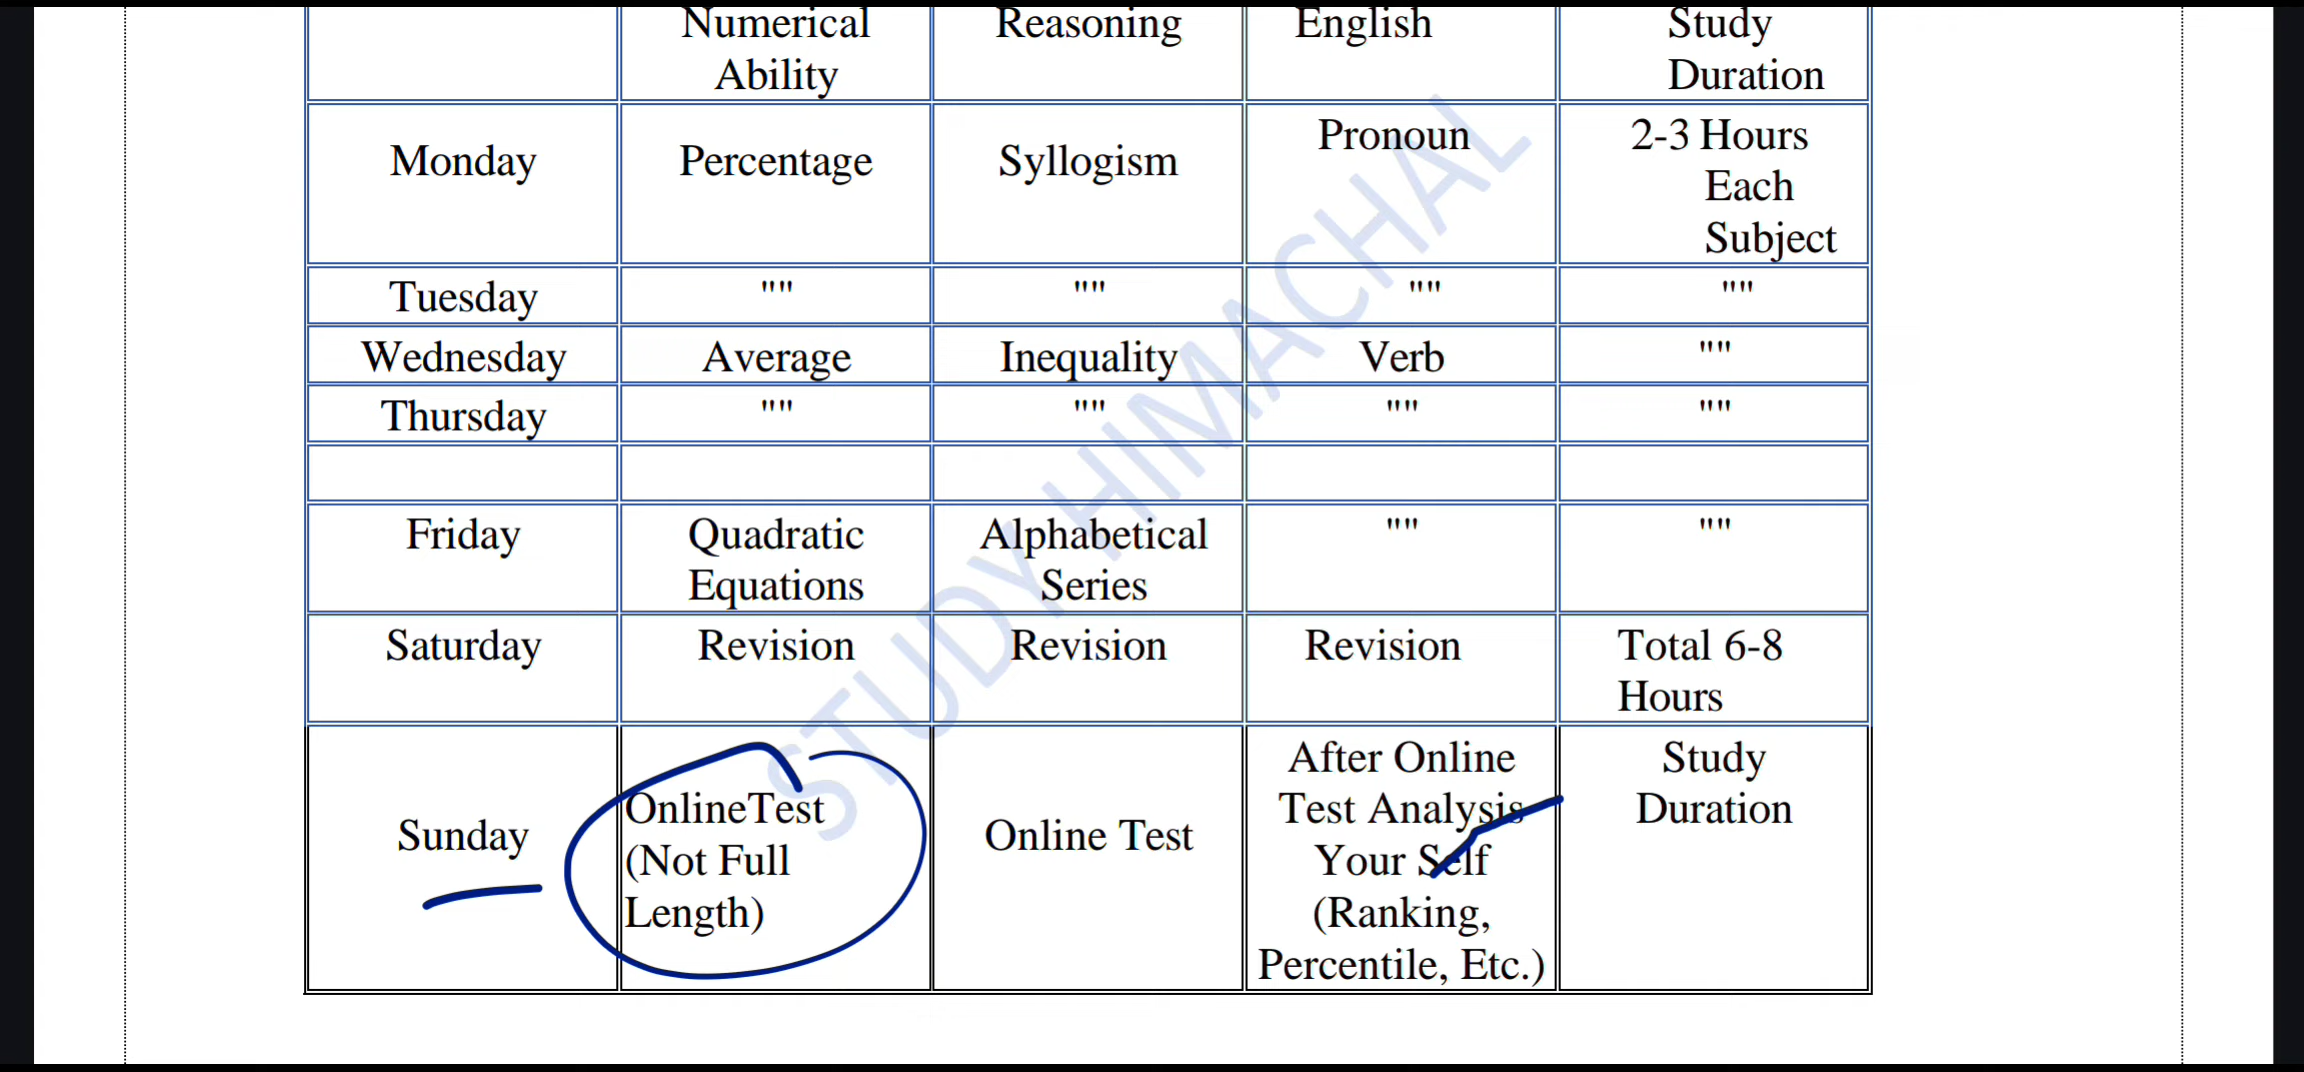 Numerical Reasoning English Study
Ability Duration
Monday Percentage Syllogism Pronoun 2-3 Hours
Each
Subject
Tuesday "" "" "" ""
Wednesday Average Inequality Verb ""
Thursday "" "" "" ""
Friday Quadratic Alphabetical "" ""
Equations Series
Saturday Revision Revision Revision Total 6-8
Hours
Sunday OnlineTest Online Test After Online Study
(Not Full Test Analysis Duration
Length) Your Self
(Ranking,
Percentile, Etc.)
STUDY HIMACHAL